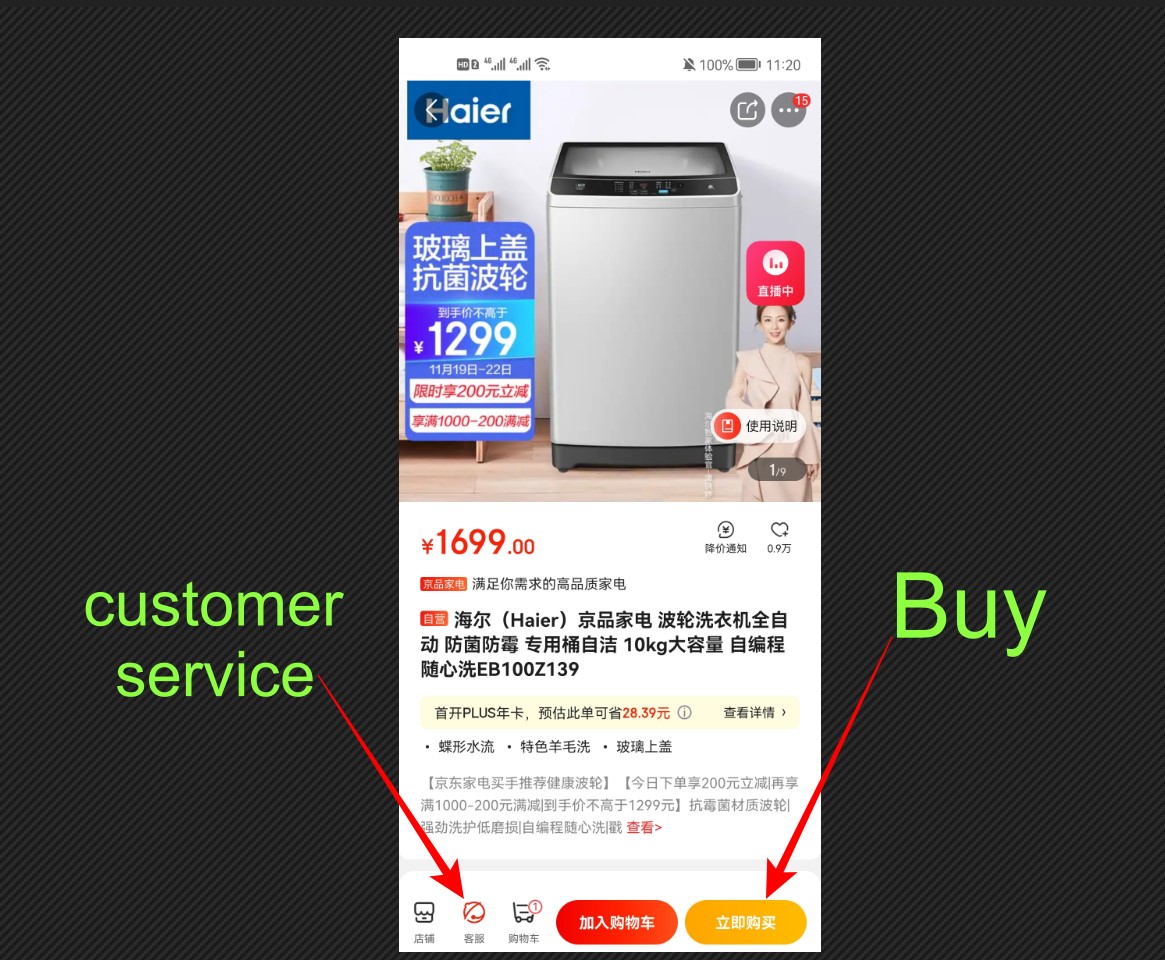 HD 2 4G 4G 100% 11:20
Haier
15
玻璃上盖
抗菌波轮
到手价不高于
¥1299
11月19日-22日
限时享200元立减
享满1000-200满减
直播中
使用说明
1/9
¥1699.00
降价通知 0.9万
京品家电 满足你需求的高品质家电
自营 海尔（Haier）京品家电 波轮洗衣机全自
动 防菌防霉 专用桶自洁 10kg大容量 自编程
随心洗EB100Z139
首开PLUS年卡，预估此单可省28.39元 查看详情 ›
· 蝶形水流 · 特色羊毛洗 · 玻璃上盖
【京东家电买手推荐健康波轮】【今日下单享200元立减|再享
满1000-200元满减|到手价不高于1299元】抗霉菌材质波轮|
强劲洗护低磨损|自编程随心洗|戳 查看>
customer
service
Buy
1
店铺 客服 购物车 加入购物车 立即购买